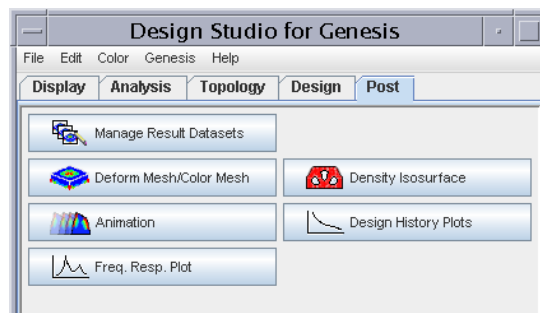 Design Studio for Genesis
File Edit Color Genesis Help
Display Analysis Topology Design Post
Manage Result Datasets
Deform Mesh/Color Mesh Density Isosurface
Animation Design History Plots
Freq. Resp. Plot